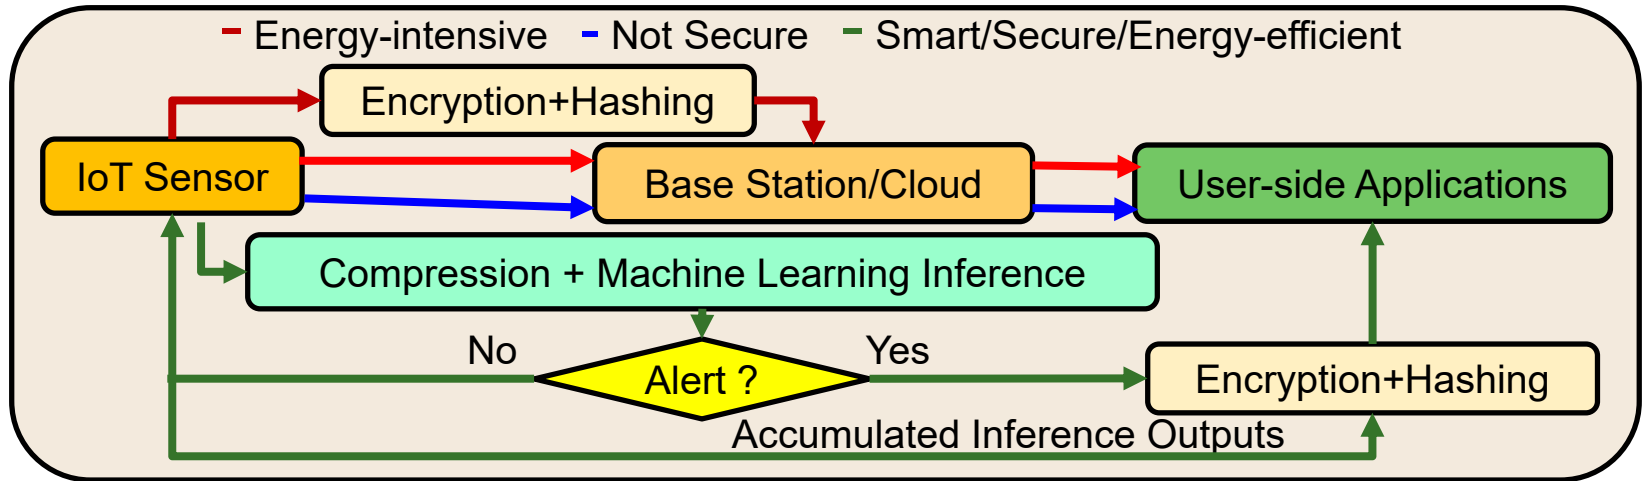 Energy-intensive
Not Secure
Smart/Secure/Energy-efficient
Encryption+Hashing
IoT Sensor
Base Station/Cloud
User-side Applications
Compression + Machine Learning Inference
No
Yes
Alert ?
Encryption+Hashing
Accumulated Inference Outputs